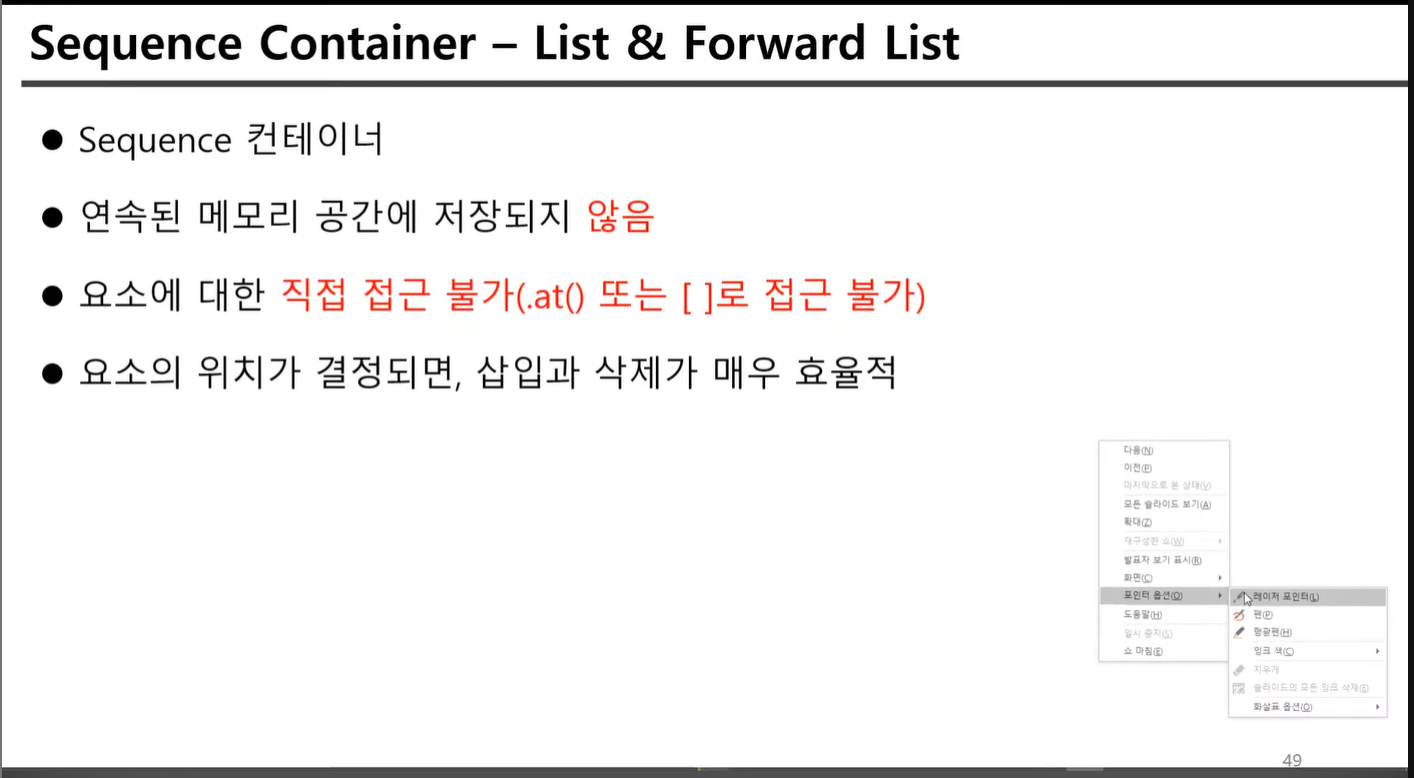 Sequence Container – List & Forward List
● Sequence 컨테이너
● 연속된 메모리 공간에 저장되지 않음
● 요소에 대한 직접 접근 불가(.at() 또는 [ ]로 접근 불가)
● 요소의 위치가 결정되면, 삽입과 삭제가 매우 효율적
다음(N)
이전(P)
마지막으로 본 상태(V)
모든 슬라이드 보기(A)
확대(Z)
재구성한 쇼(W)
발표자 보기 표시(R)
화면(C)
포인터 옵션(O)
도움말(H)
일시 중지(S)
쇼 마침(E)
레이저 포인터(L)
펜(P)
형광펜(H)
잉크 색(C)
지우개
슬라이드의 모든 잉크 삭제(E)
화살표 옵션(O)
49